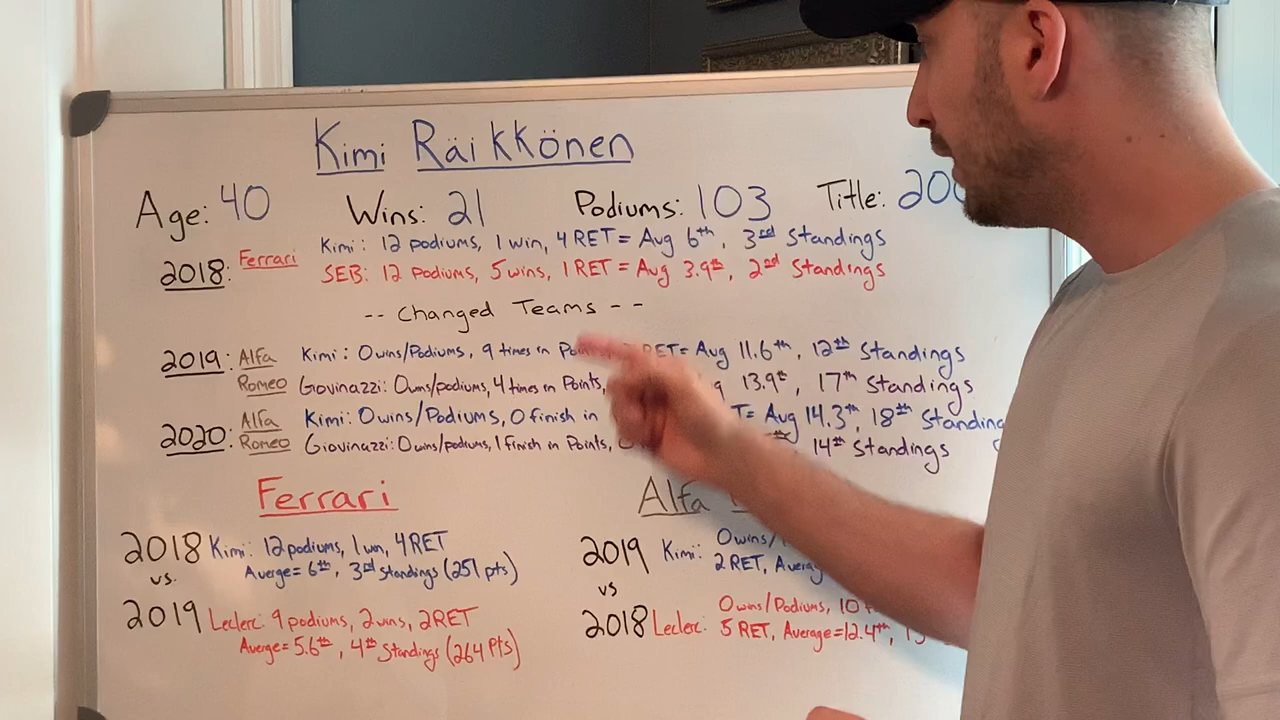 Kimi Räikkönen
Age: 40 Wins: 21 Podiums: 103 Title: 200
2018: Ferrari Kimi: 12 podiums, 1 win, 4 RET = Aug 6th, 3rd Standings
SEB: 12 Podiums, 5 wins, 1 RET = Aug 3.9th, 2nd Standings
-- Changed Teams --
2019: Alfa Kimi: 0 wins/Podiums, 9 times in RET= Aug 11.6th, 12th Standings
Romeo Govinazzi: 0 wins/podiums, 4 times in Points, 13.9th, 17th Standings
2020: Alfa Kimi: 0 wins/Podiums, 0 finish in Aug 14.3th, 18th Standing
Romeo Giovinazzi: 0 wins/podiums, 1 finish in Points, 14th Standings
Ferrari
2018 Kimi: 12 podiums, 1 win, 4 RET
Averge= 6th, 3rd Standings (251 pts)
vs.
2019 Leclerc: 9 podiums, 2 wins, 2 RET
Averge= 5.6th, 4th Standings (264 Pts)
Alfa
2019 Kimi: 0 wins/
2 RET, Averag
vs
2018 Leclerc: 0 wins/Podiums, 10
5 RET, Average=12.4th,